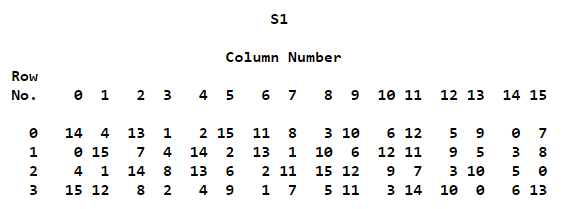 S1
Column Number
Row
No. 0 1 2 3 4 5 6 7 8 9 10 11 12 13 14 15
0 14 4 13 1 2 15 11 8 3 10 6 12 5 9 0 7
1 0 15 7 4 14 2 13 1 10 6 12 11 9 5 3 8
2 4 1 14 8 13 6 2 11 15 12 9 7 3 10 5 0
3 15 12 8 2 4 9 1 7 5 11 3 14 10 0 6 13